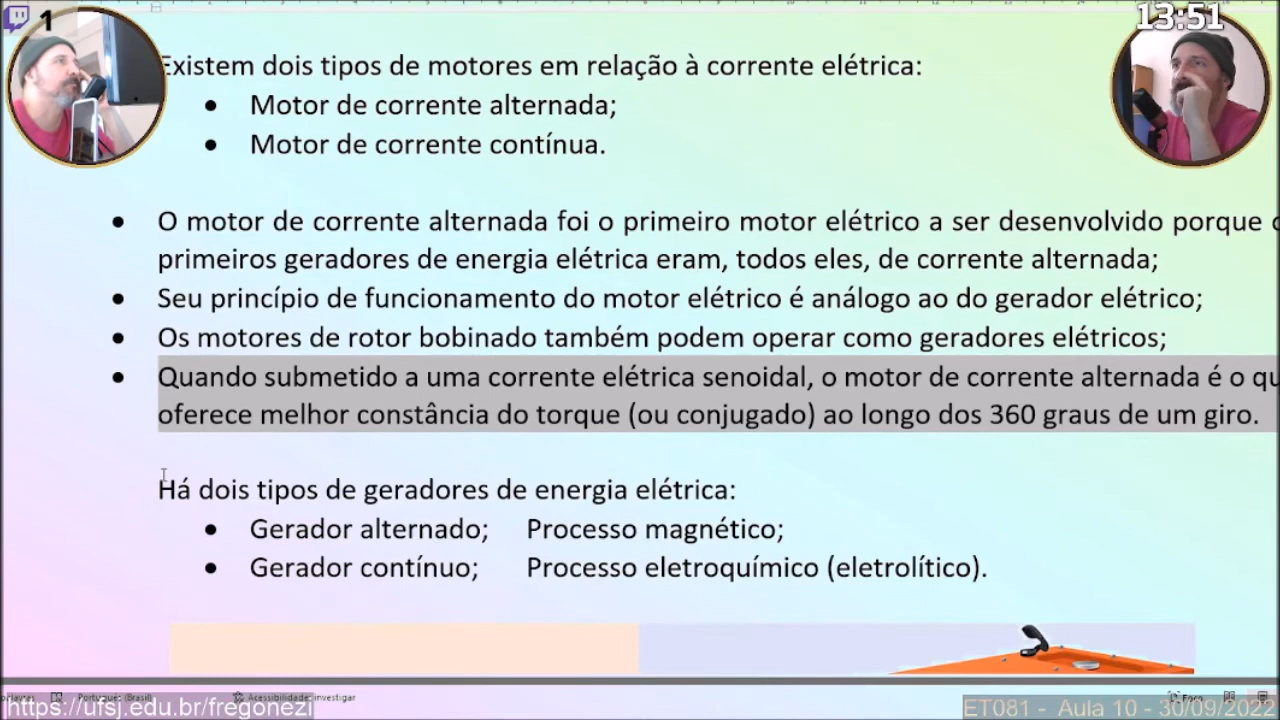 1
13:51
Existem dois tipos de motores em relação à corrente elétrica:
• Motor de corrente alternada;
• Motor de corrente contínua.
• O motor de corrente alternada foi o primeiro motor elétrico a ser desenvolvido porque
primeiros geradores de energia elétrica eram, todos eles, de corrente alternada;
• Seu princípio de funcionamento do motor elétrico é análogo ao do gerador elétrico;
• Os motores de rotor bobinado também podem operar como geradores elétricos;
• Quando submetido a uma corrente elétrica senoidal, o motor de corrente alternada é o qu
oferece melhor constância do torque (ou conjugado) ao longo dos 360 graus de um giro.
Há dois tipos de geradores de energia elétrica:
• Gerador alternado; Processo magnético;
• Gerador contínuo; Processo eletroquímico (eletrolítico).
Português (Brasil) Acessibilidade: investigar Foco
https://ufsj.edu.br/fregonezi
ET081 - Aula 10 - 30/09/2022